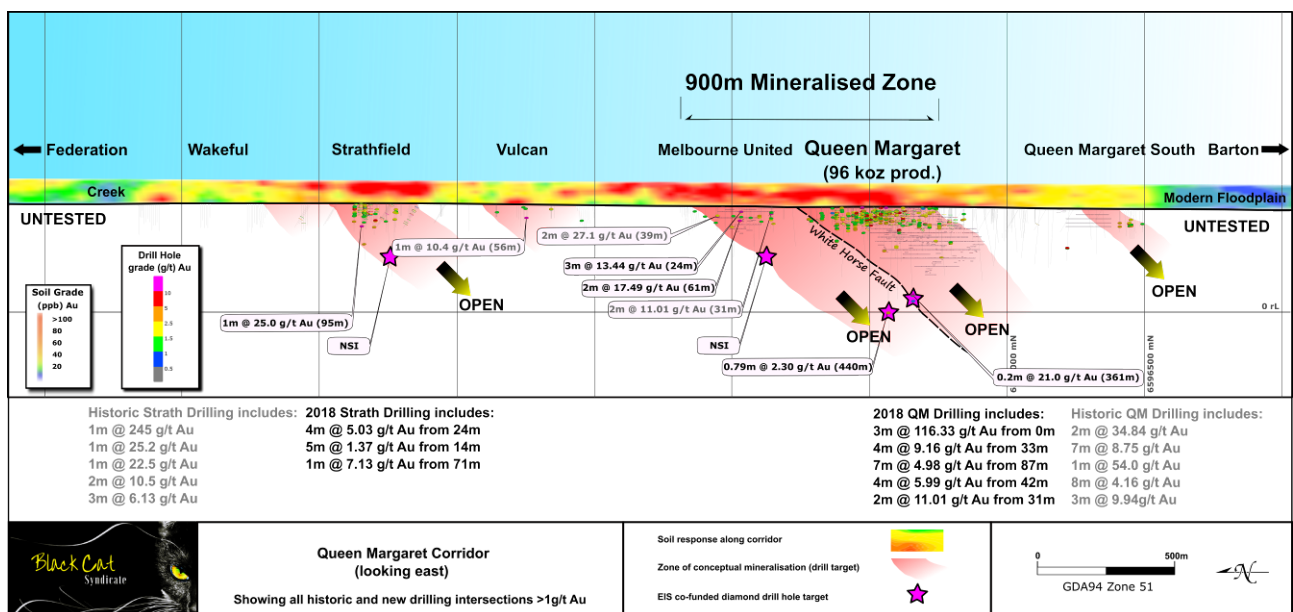 900m Mineralised Zone
Federation
Wakeful
Strathfield
Vulcan
Melbourne United
Queen Margaret
(96 koz prod.)
Queen Margaret South
Barton
Creek
Modern Floodplain
UNTESTED
UNTESTED
1m @ 10.4 g/t Au (56m)
2m @ 27.1 g/t Au (39m)
3m @ 13.44 g/t Au (24m)
2m @ 17.49 g/t Au (61m)
2m @ 11.01 g/t Au (31m)
White Horse Fault
Soil Grade
(ppb) Au
>100
80
60
40
20
Drill Hole
grade (g/t) Au
10
5
2.5
1.5
1
0.5
OPEN
OPEN
OPEN
OPEN
0 rL
1m @ 25.0 g/t Au (95m)
NSI
NSI
0.79m @ 2.30 g/t Au (440m)
0.2m @ 21.0 g/t Au (361m)
mN
6596500 mN
Historic Strath Drilling includes:
1m @ 245 g/t Au
1m @ 25.2 g/t Au
1m @ 22.5 g/t Au
2m @ 10.5 g/t Au
3m @ 6.13 g/t Au
2018 Strath Drilling includes:
4m @ 5.03 g/t Au from 24m
5m @ 1.37 g/t Au from 14m
1m @ 7.13 g/t Au from 71m
2018 QM Drilling includes:
3m @ 116.33 g/t Au from 0m
4m @ 9.16 g/t Au from 33m
7m @ 4.98 g/t Au from 87m
4m @ 5.99 g/t Au from 42m
2m @ 11.01 g/t Au from 31m
Historic QM Drilling includes:
2m @ 34.84 g/t Au
7m @ 8.75 g/t Au
1m @ 54.0 g/t Au
8m @ 4.16 g/t Au
3m @ 9.94g/t Au
Black Cat
Syndicate
Queen Margaret Corridor
(looking east)
Showing all historic and new drilling intersections >1g/t Au
Soil response along corridor
Zone of conceptual mineralisation (drill target)
EIS co-funded diamond drill hole target
0
500m
GDA94 Zone 51
N